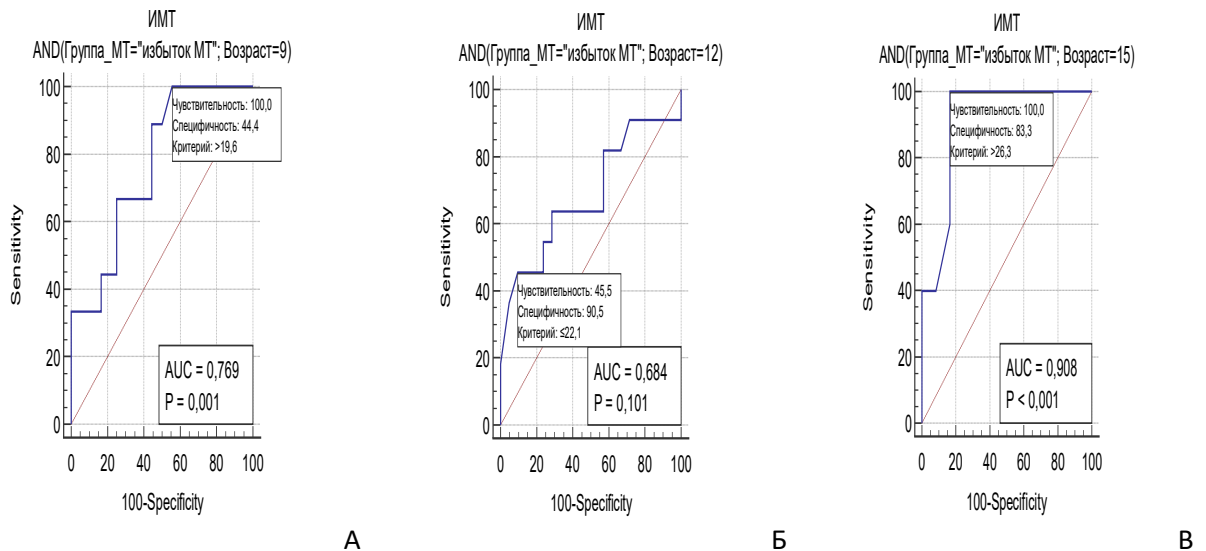 ИМТ
AND(Группа_МТ="избыток МТ"; Возраст=9)
100
80
60
40
20
0
Sensitivity
Чувствительность: 100,0
Специфичность: 44,4
Критерий: >19,6
AUC = 0,769
P = 0,001
0 20 40 60 80 100
100-Specificity
А
ИМТ
AND(Группа_МТ="избыток МТ"; Возраст=12)
100
80
60
40
20
0
Sensitivity
Чувствительность: 45,5
Специфичность: 90,5
Критерий: ≤22,1
AUC = 0,684
P = 0,101
0 20 40 60 80 100
100-Specificity
Б
ИМТ
AND(Группа_МТ="избыток МТ"; Возраст=15)
100
80
60
40
20
0
Sensitivity
Чувствительность: 100,0
Специфичность: 83,3
Критерий: >26,3
AUC = 0,908
P < 0,001
0 20 40 60 80 100
100-Specificity
В